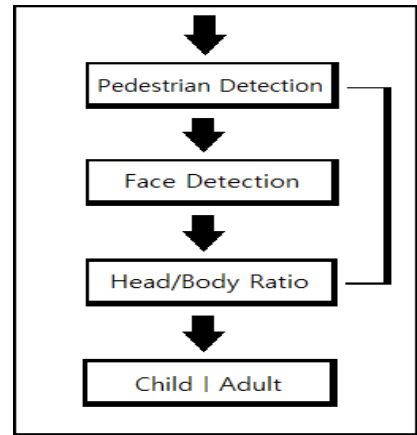 Pedestrian Detection
Face Detection
Head/Body Ratio
Child | Adult